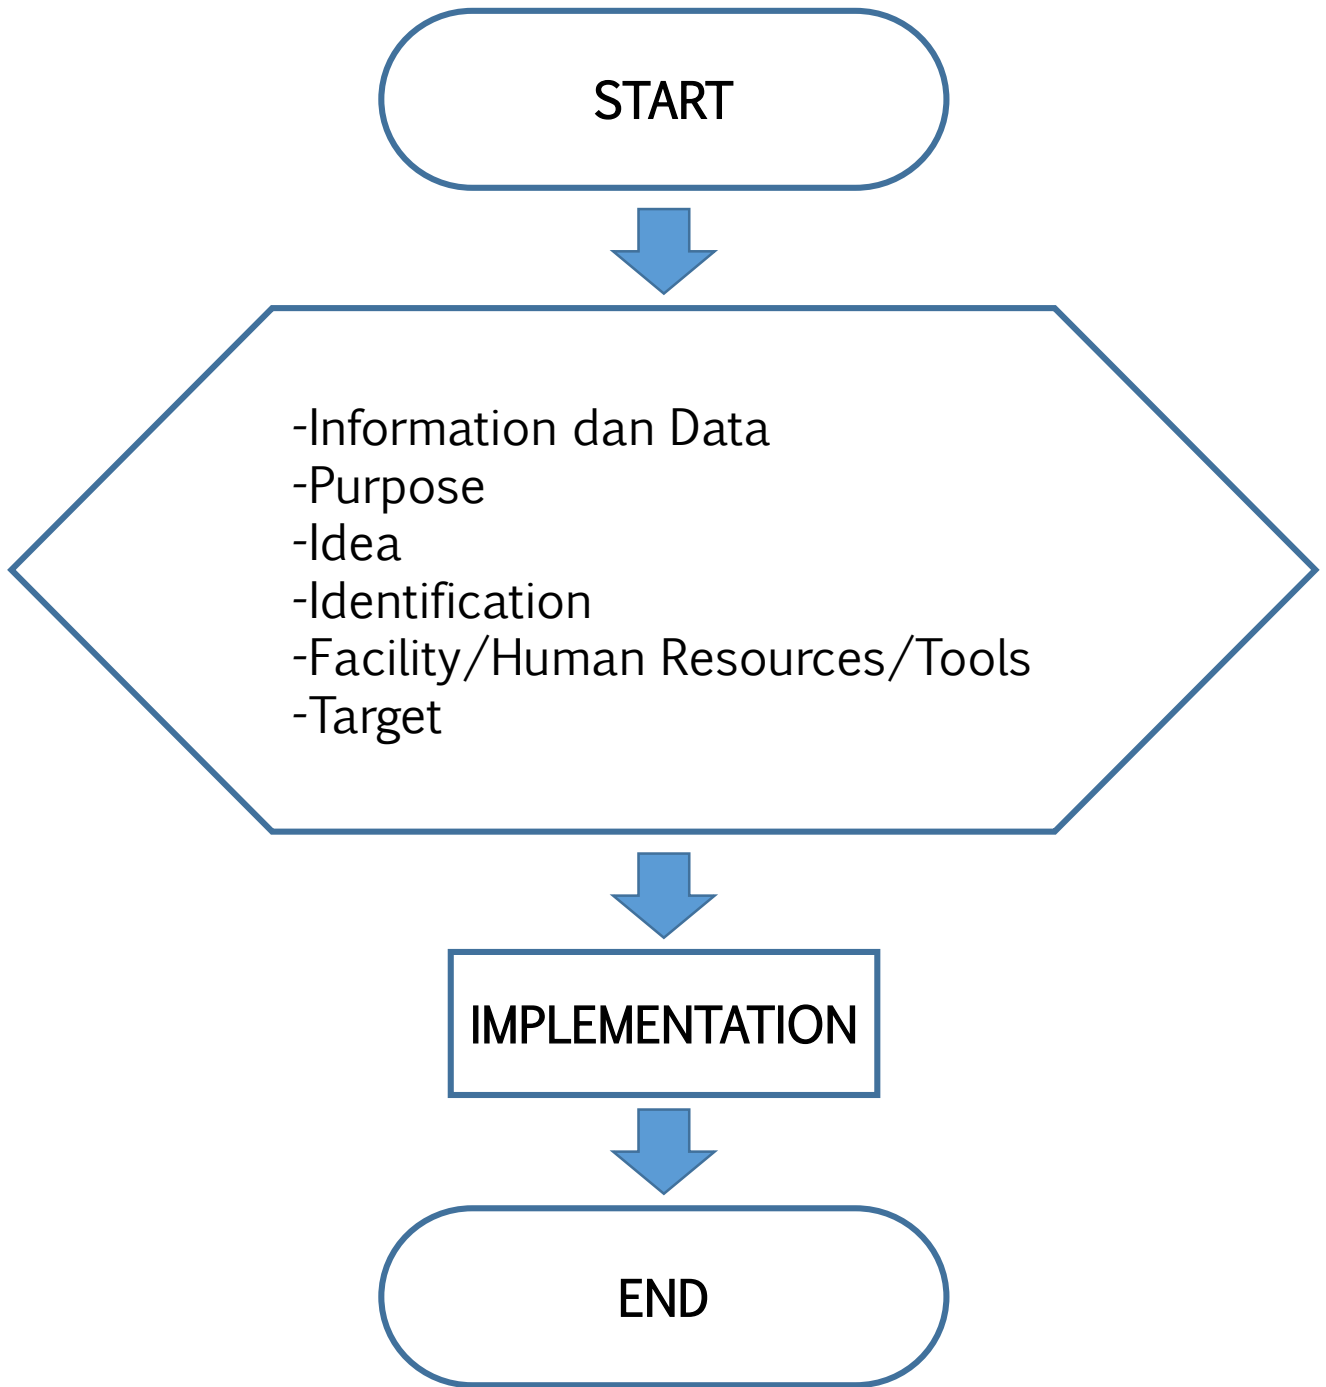 START
-Information dan Data
-Purpose
-Idea
-Identification
-Facility/Human Resources/Tools
-Target
IMPLEMENTATION
END